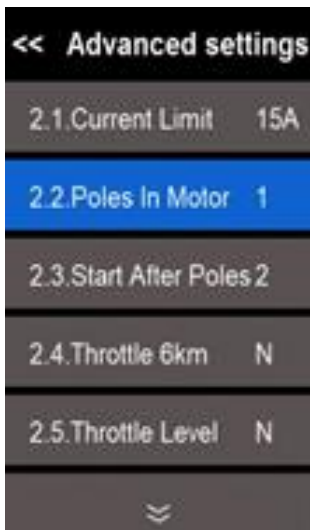 << Advanced settings
2.1.Current Limit 15A
2.2.Poles In Motor 1
2.3.Start After Poles 2
2.4.Throttle 6km N
2.5.Throttle Level N